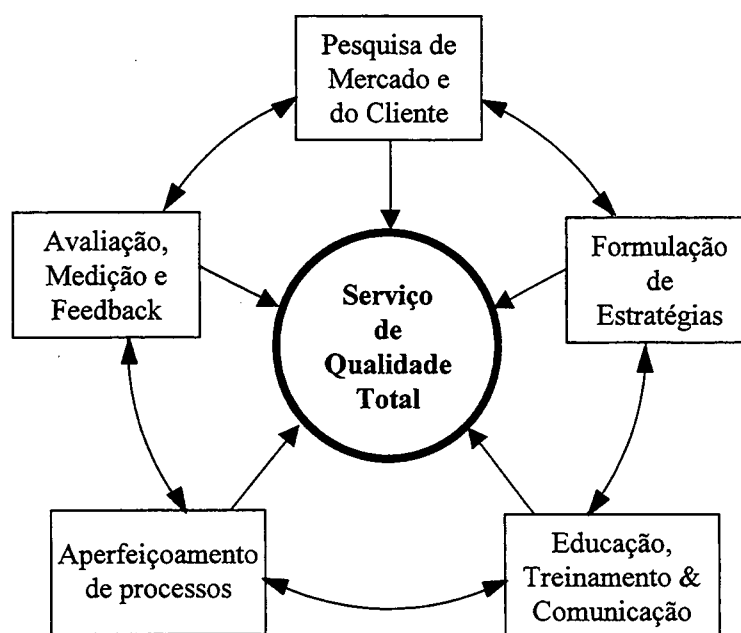 Pesquisa de
Mercado e
do Cliente
Avaliação,
Medição e
Feedback
Formulação
de
Estratégias
Serviço
de
Qualidade
Total
Aperfeiçoamento
de processos
Educação,
Treinamento &
Comunicação